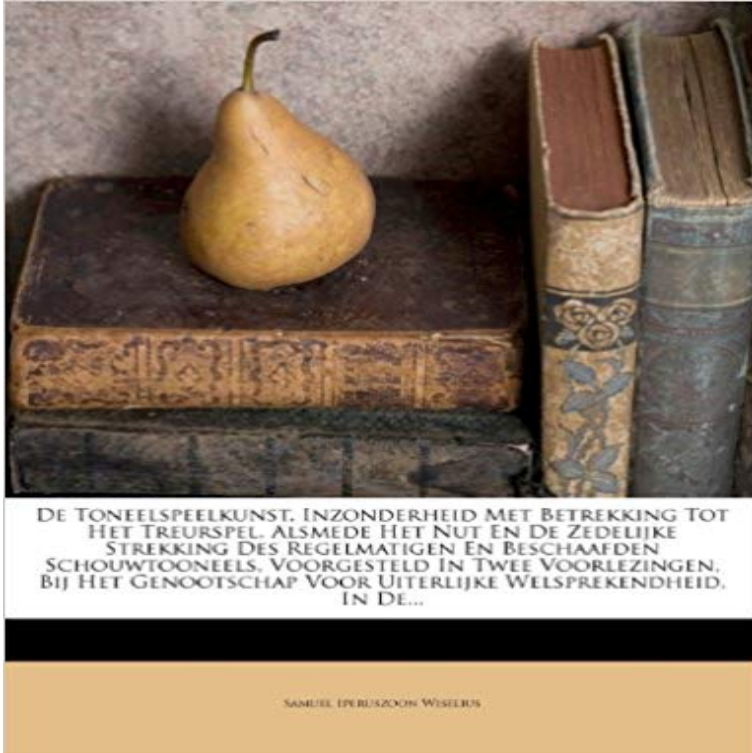 De Toneelspeelkunst, Inzonderheid Met Betrekking Tot
Het Treurspel, Alsmede Het Nut En De Zedelijke
Strekking Des Regelmatigen En Beschaafden
Schouwtooneels, Voorgesteld In Twee Voorlezingen,
Bij Het Genootschap Voor Uiterlijke Welsprekendheid,
In De...
Samuel Iperuszoon Wiselius